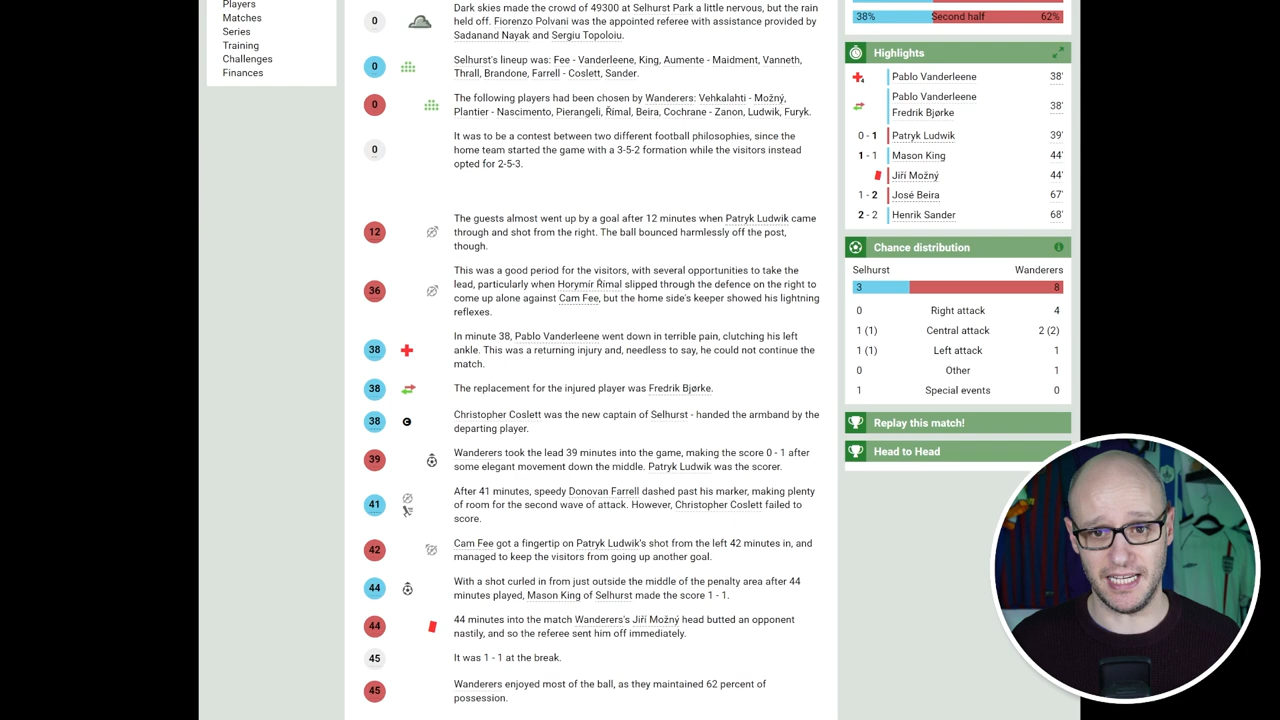 Players
Matches
Series
Training
Challenges
Finances
0
Dark skies made the crowd of 49300 at Selhurst Park a little nervous, but the rain
held off. Fiorenzo Polvani was the appointed referee with assistance provided by
Sadanand Nayak and Sergiu Topoloiu.
0
Selhurst's lineup was: Fee - Vanderleene, King, Aumente - Maidment, Vanneth,
Thrall, Brandone, Farrell - Coslett, Sander.
0
The following players had been chosen by Wanderers: Vehkalahti - Možný,
Plantier - Nascimento, Pierangeli, Římal, Beira, Cochrane - Zanon, Ludwik, Furyk.
0
It was to be a contest between two different football philosophies, since the
home team started the game with a 3-5-2 formation while the visitors instead
opted for 2-5-3.
12
The guests almost went up by a goal after 12 minutes when Patryk Ludwik came
through and shot from the right. The ball bounced harmlessly off the post,
though.
36
This was a good period for the visitors, with several opportunities to take the
lead, particularly when Horymír Římal slipped through the defence on the right to
come up alone against Cam Fee, but the home side's keeper showed his lightning
reflexes.
38
In minute 38, Pablo Vanderleene went down in terrible pain, clutching his left
ankle. This was a returning injury and, needless to say, he could not continue the
match.
38
The replacement for the injured player was Fredrik Bjørke.
38
Christopher Coslett was the new captain of Selhurst - handed the armband by the
departing player.
39
Wanderers took the lead 39 minutes into the game, making the score 0 - 1 after
some elegant movement down the middle. Patryk Ludwik was the scorer.
41
After 41 minutes, speedy Donovan Farrell dashed past his marker, making plenty
of room for the second wave of attack. However, Christopher Coslett failed to
score.
42
Cam Fee got a fingertip on Patryk Ludwik's shot from the left 42 minutes in, and
managed to keep the visitors from going up another goal.
44
With a shot curled in from just outside the middle of the penalty area after 44
minutes played, Mason King of Selhurst made the score 1 - 1.
44
44 minutes into the match Wanderers's Jiří Možný head butted an opponent
nastily, and so the referee sent him off immediately.
45
It was 1 - 1 at the break.
45
Wanderers enjoyed most of the ball, as they maintained 62 percent of
possession.
38% Second half 62%
Highlights
4 Pablo Vanderleene 38'
Pablo Vanderleene
Fredrik Bjørke 38'
0 - 1 Patryk Ludwik 39'
1 - 1 Mason King 44'
Jiří Možný 44'
1 - 2 José Beira 67'
2 - 2 Henrik Sander 68'
Chance distribution
Selhurst Wanderers
3 8
0 Right attack 4
1 (1) Central attack 2 (2)
1 (1) Left attack 1
0 Other 1
1 Special events 0
Replay this match!
Head to Head